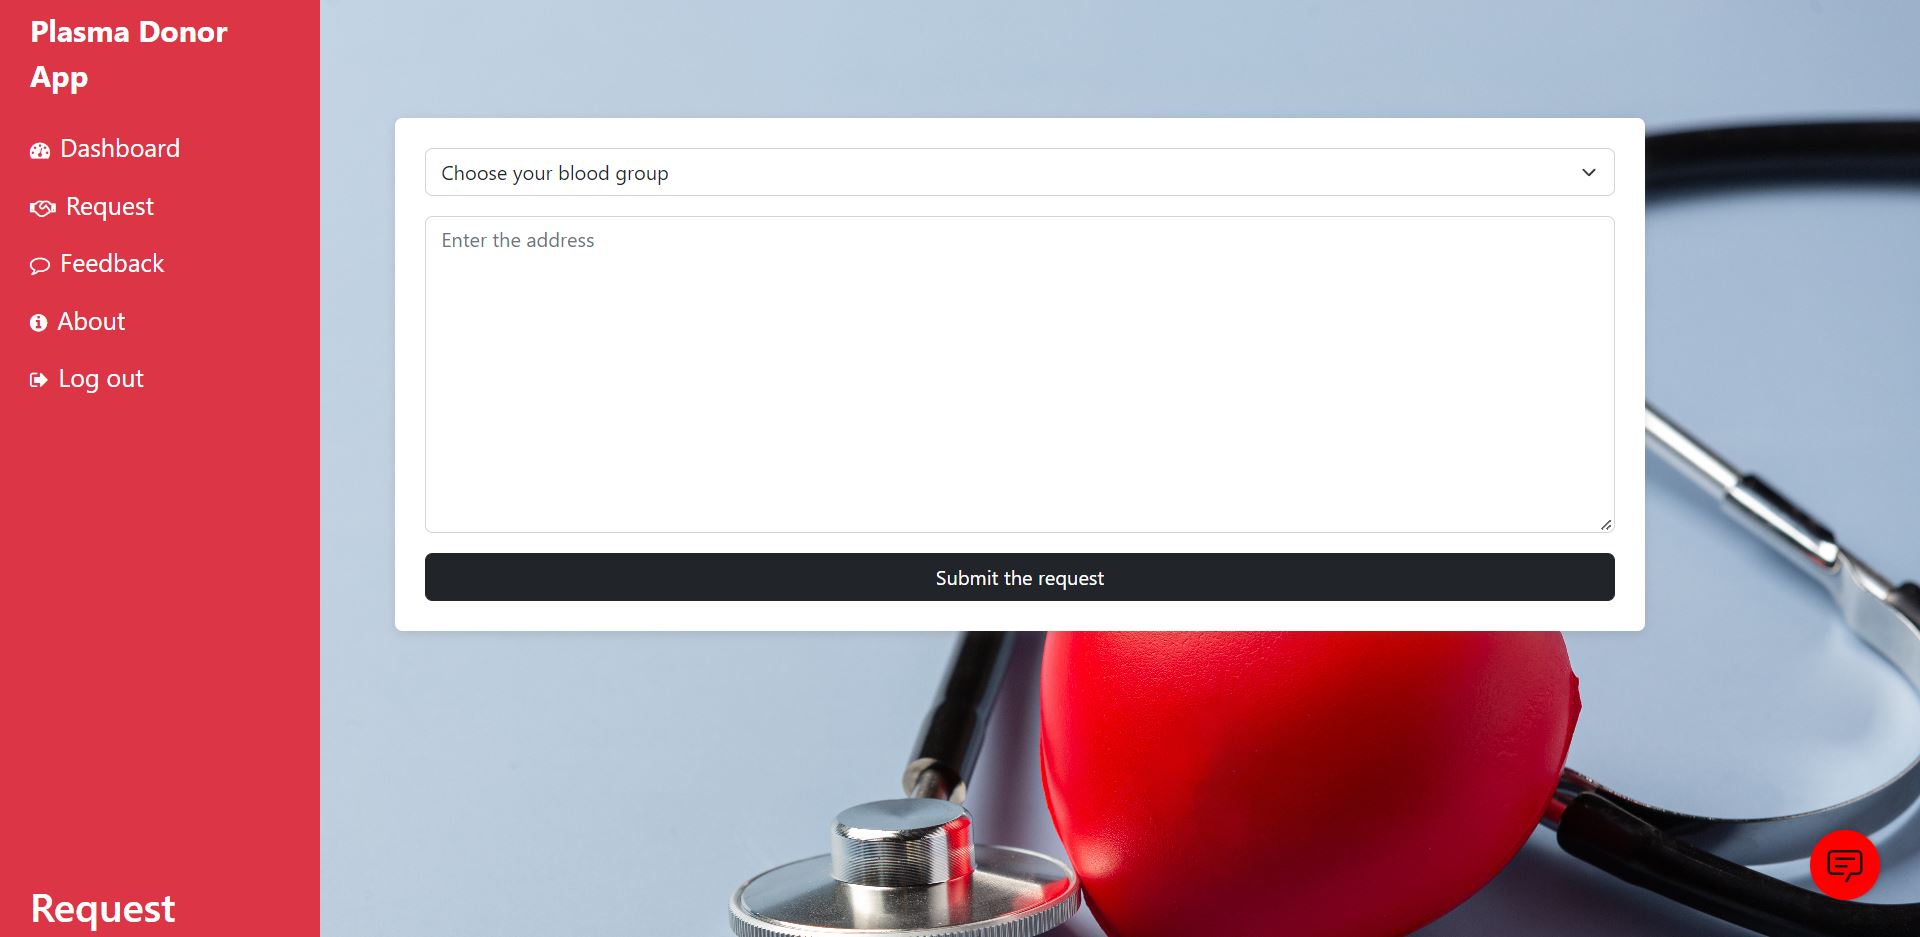 Plasma Donor
App
Dashboard
Request
Feedback
About
Log out
Request
Choose your blood group
Enter the address
Submit the request